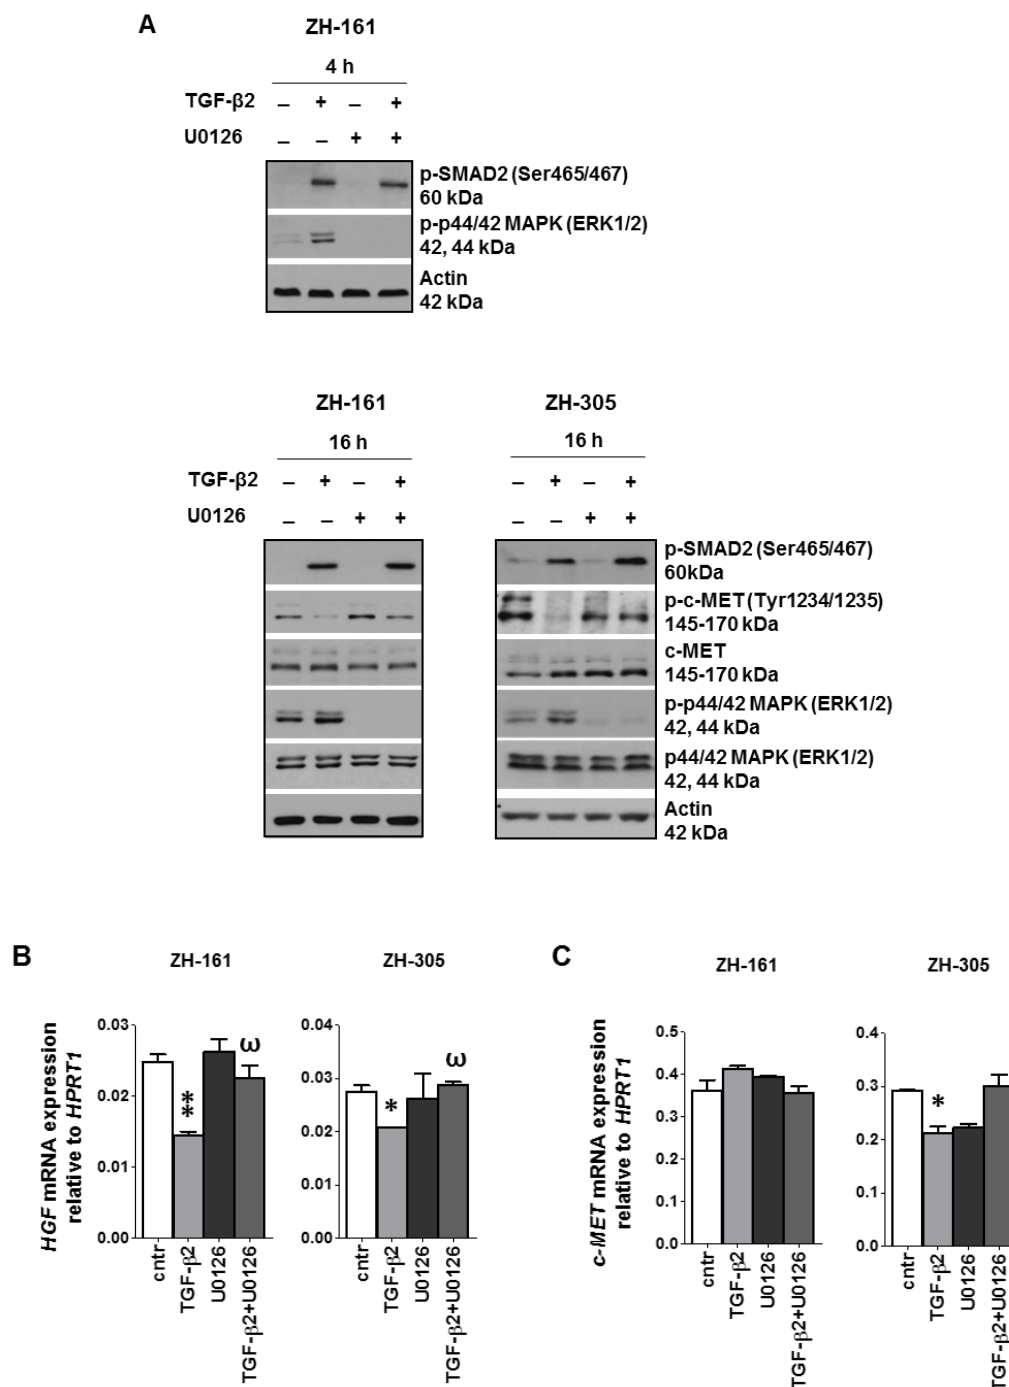 A
ZH-161
4 h
TGF-β2 – + – +
U0126 – – + +
p-SMAD2 (Ser465/467)
60 kDa
p-p44/42 MAPK (ERK1/2)
42, 44 kDa
Actin
42 kDa
ZH-161 ZH-305
16 h 16 h
TGF-β2 – + – + – + – +
U0126 – – + + – – + +
p-SMAD2 (Ser465/467)
60kDa
p-c-MET (Tyr1234/1235)
145-170 kDa
c-MET
145-170 kDa
p-p44/42 MAPK (ERK1/2)
42, 44 kDa
p44/42 MAPK (ERK1/2)
42, 44 kDa
Actin
42 kDa
B
ZH-161
HGF mRNA expression
relative to HPRT1
0.03
0.02
0.01
0.00
**
ω
cntr
TGF-β2
U0126
TGF-β2+U0126
ZH-305
0.04
0.03
0.02
0.01
0.00
*
ω
cntr
TGF-β2
U0126
TGF-β2+U0126
C
ZH-161
c-MET mRNA expression
relative to HPRT1
0.5
0.4
0.3
0.2
0.1
0.0
cntr
TGF-β2
U0126
TGF-β2+U0126
ZH-305
0.4
0.3
0.2
0.1
0.0
*
cntr
TGF-β2
U0126
TGF-β2+U0126